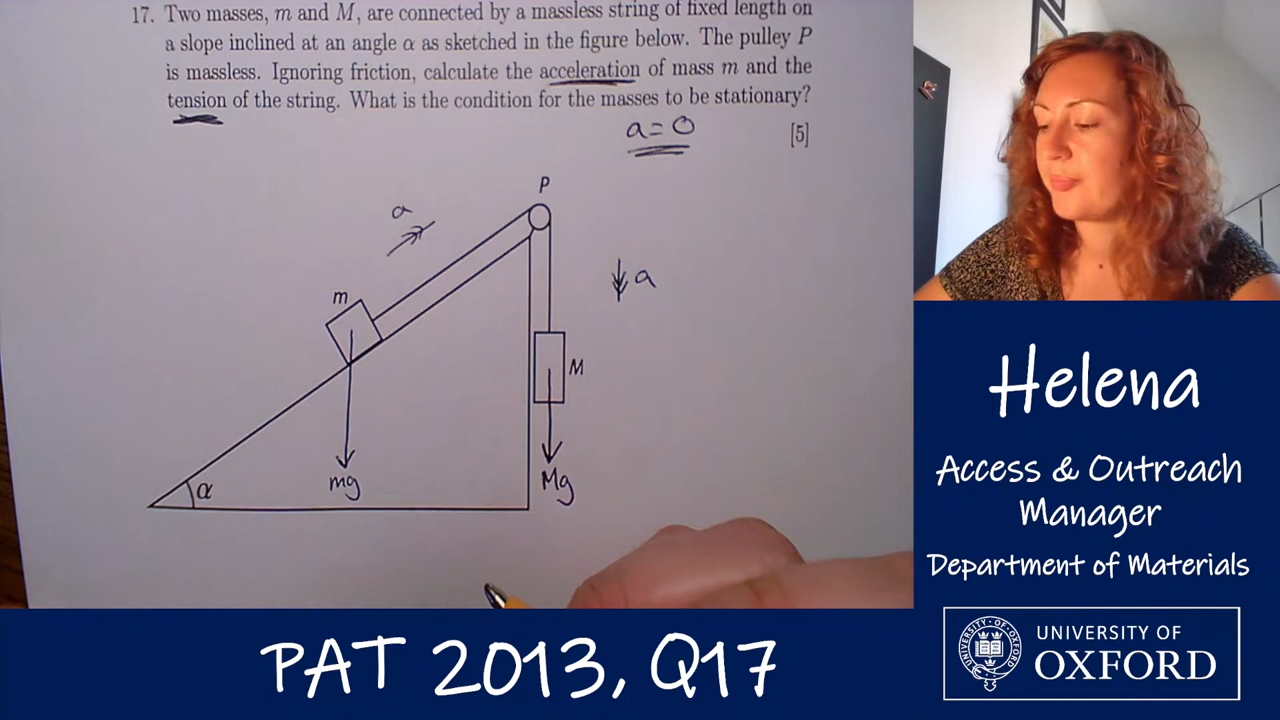 17. Two masses, m and M, are connected by a massless string of fixed length on
a slope inclined at an angle α as sketched in the figure below. The pulley P
is massless. Ignoring friction, calculate the acceleration of mass m and the
tension of the string. What is the condition for the masses to be stationary?
a = 0
[5]
P
a
a
m
M
α
mg
Mg
Helena
Access & Outreach
Manager
Department of Materials
UNIVERSITY OF
OXFORD
PAT 2013, Q17